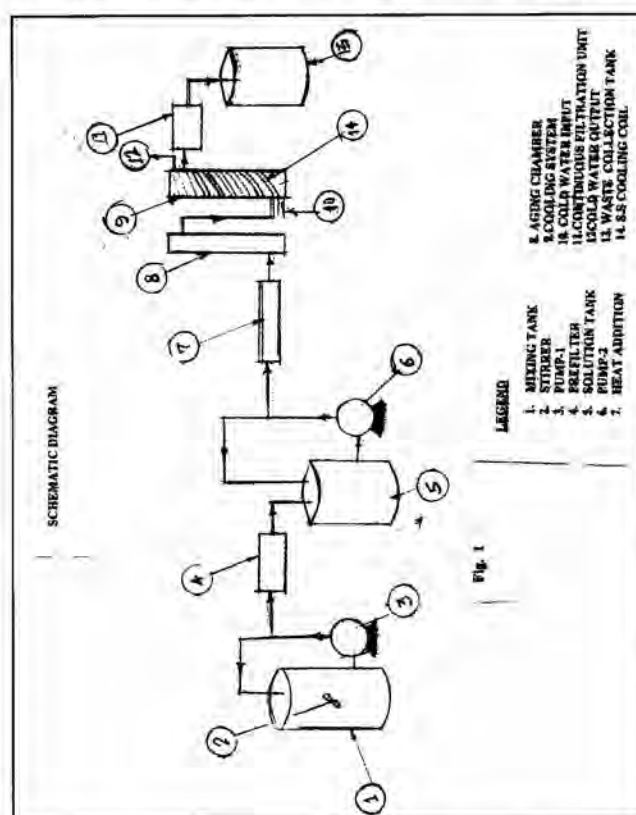 SCHEMATIC DIAGRAM
1
2
3
4
5
6
7
8
9
10
11
12
13
14
Fig. 1
LEGEND
1. MIXING TANK
2. STIRRER
3. PUMP-1
4. PREFILTER
5. SOLUTION TANK
6. PUMP-2
7. HEAT ADDITION
8. AGING CHAMBER
9. COOLING SYSTEM
10. COLD WATER INPUT
11. CONTINUOUS FILTRATION UNIT
12 COLD WATER OUTPUT
13. WASTE COLLECTION TANK
14. S.S COOLING COIL